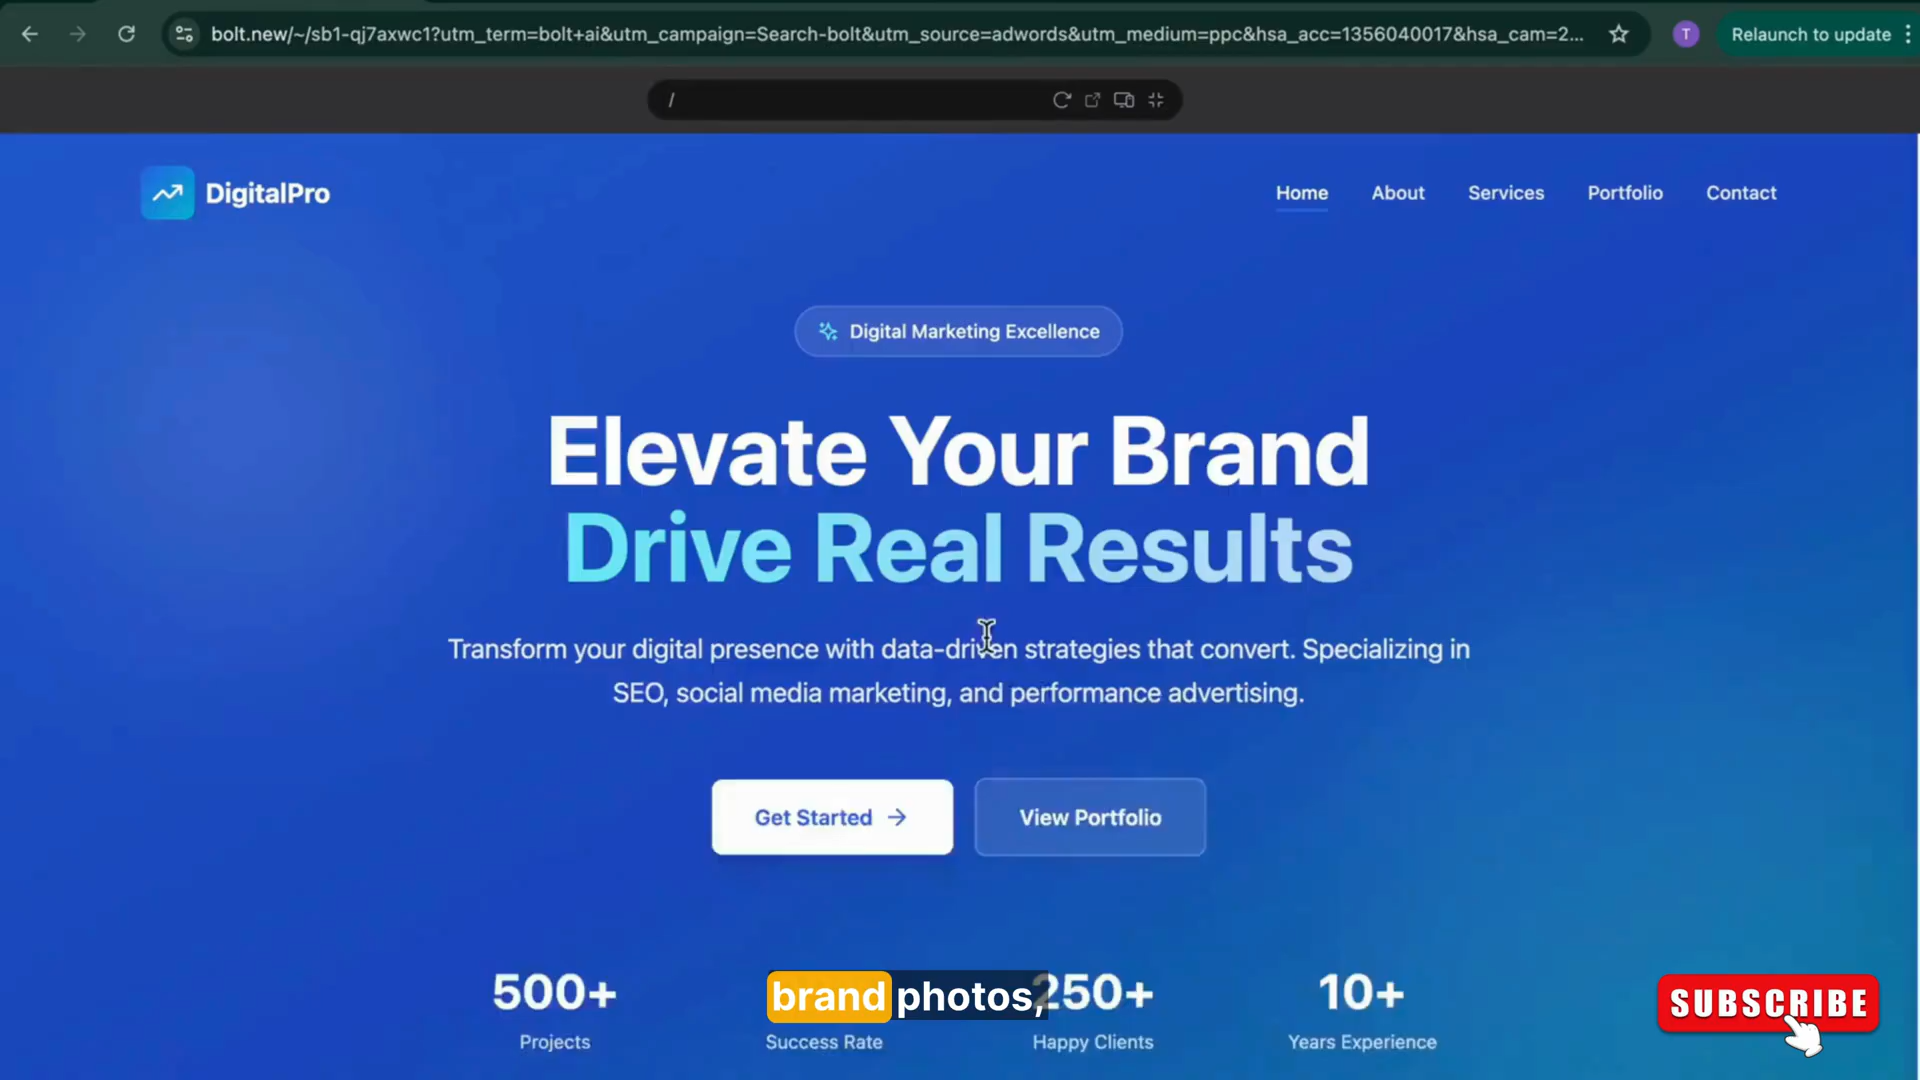 bolt.new/~/sb1-qj7axwc1?utm_term=bolt+ai&utm_campaign=Search-bolt&utm_source=adwords&utm_medium=ppc&hsa_acc=1356040017&hsa_cam=2...
T
Relaunch to update
/
DigitalPro
Home
About
Services
Portfolio
Contact
Digital Marketing Excellence
Elevate Your Brand
Drive Real Results
Transform your digital presence with data-driven strategies that convert. Specializing in
SEO, social media marketing, and performance advertising.
Get Started
View Portfolio
500+
brand photos,
250+
10+
Projects
Success Rate
Happy Clients
Years Experience
SUBSCRIBE